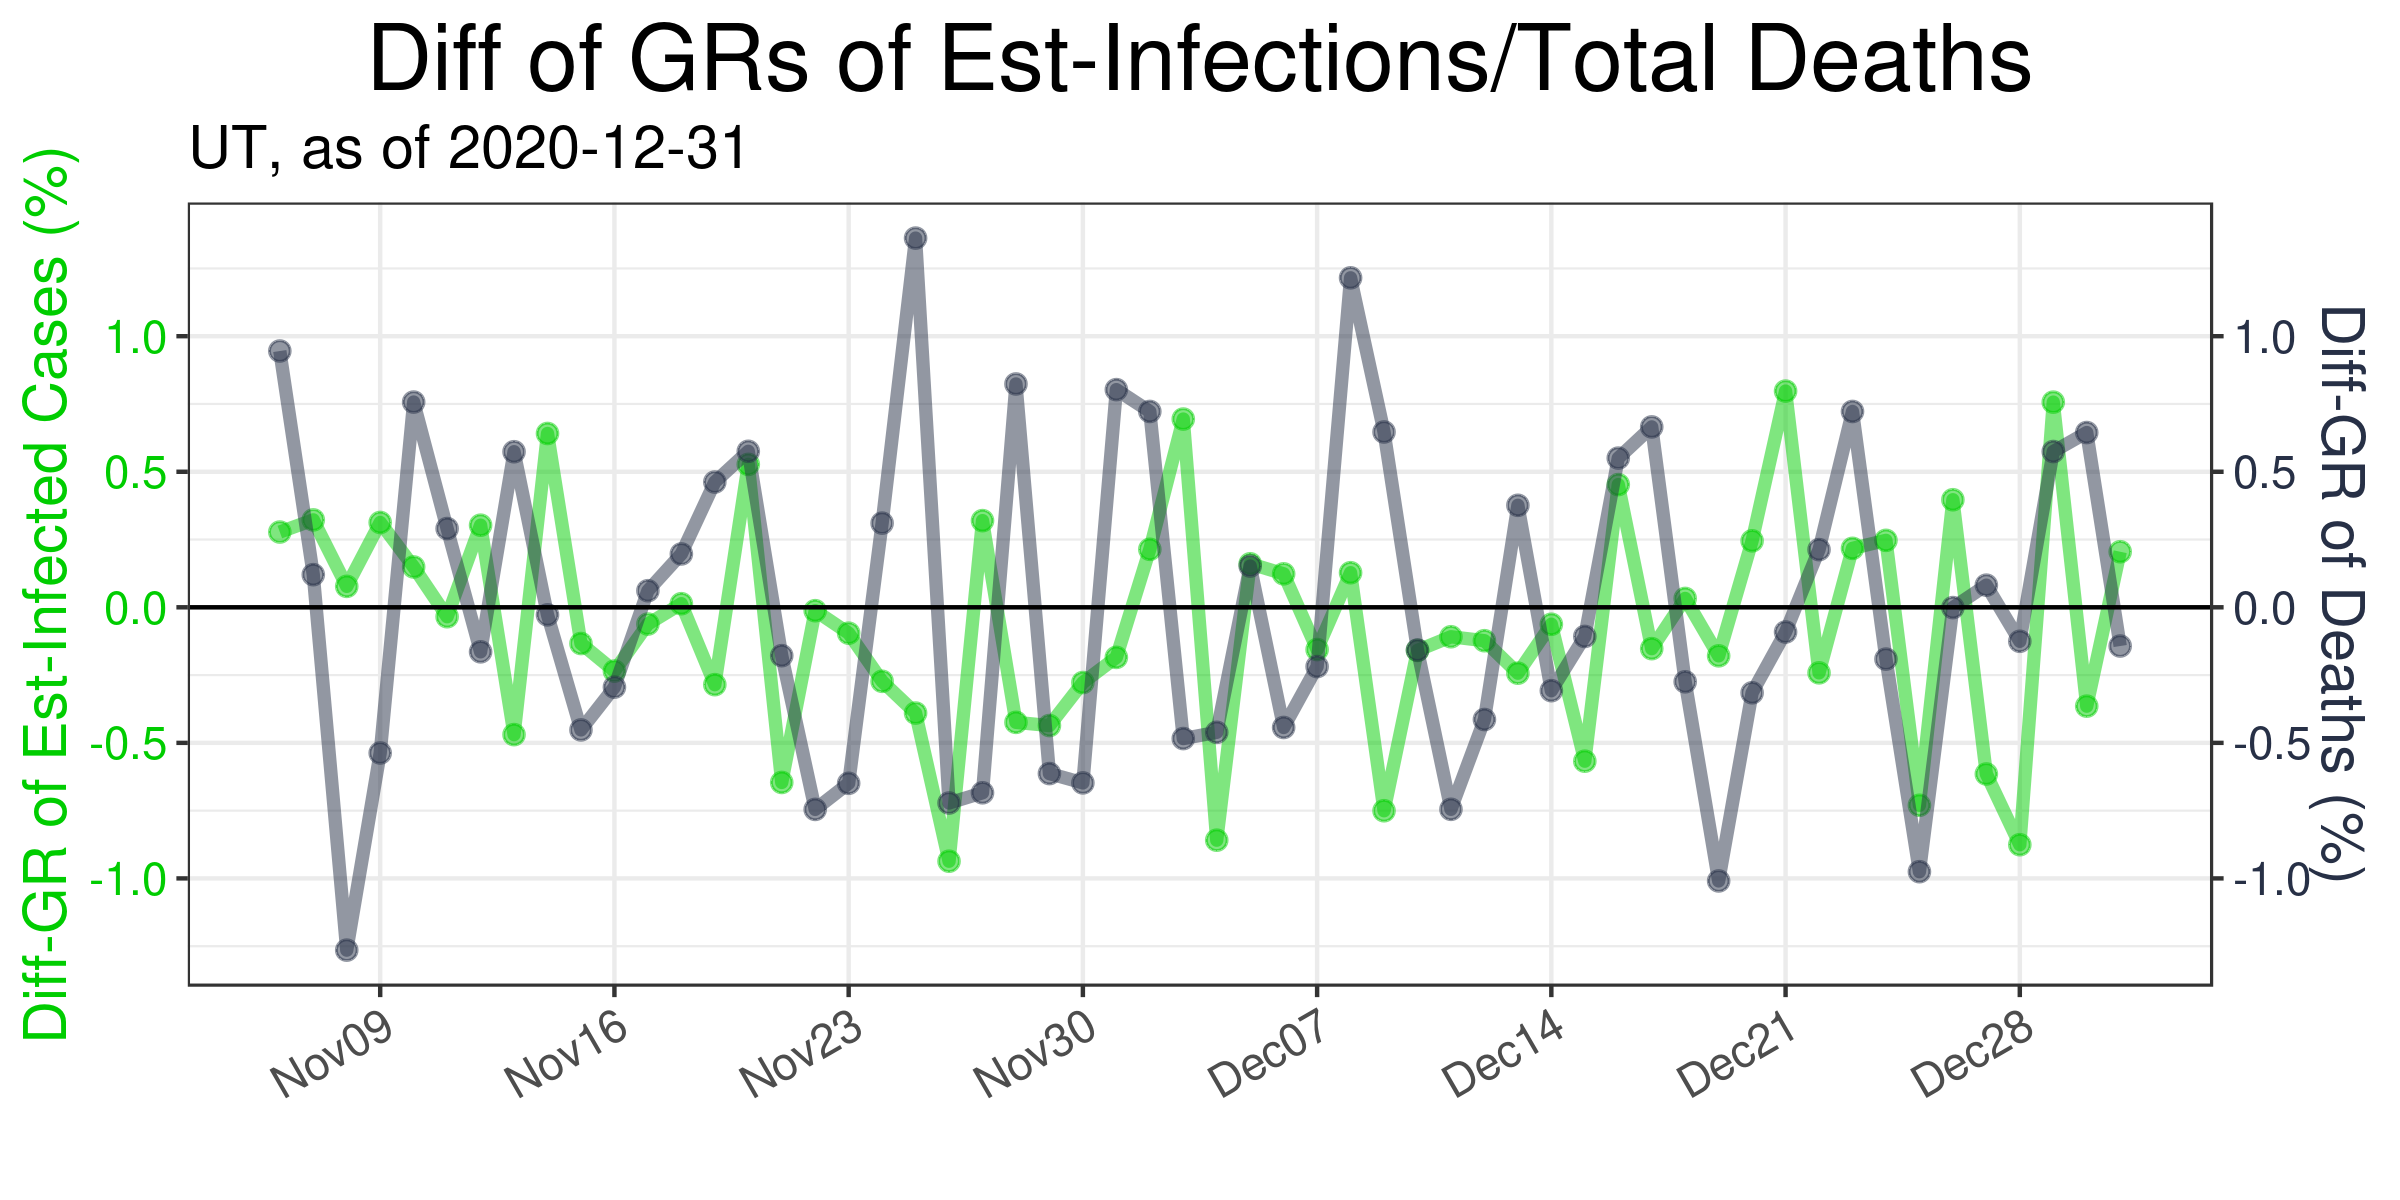 Diff of GRs of Est-Infections/Total Deaths
UT, as of 2020-12-31
Diff-GR of Est-Infected Cases (%)
1.0
0.5
0.0
-0.5
-1.0
1.0
0.5
0.0
-0.5
-1.0
Diff-GR of Deaths (%)
Nov09 Nov16 Nov23 Nov30 Dec07 Dec14 Dec21 Dec28